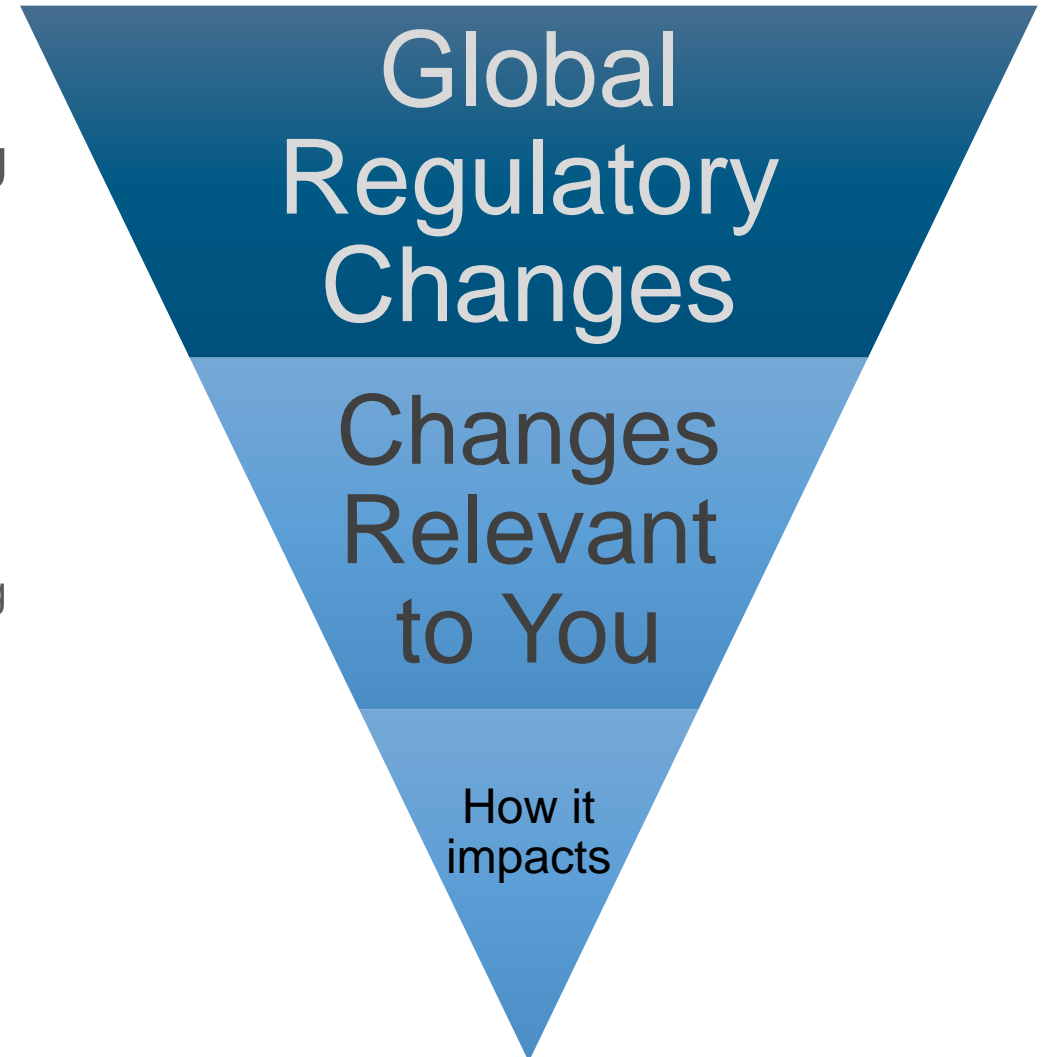 Global
Regulatory
Changes
Changes
Relevant
to You
How it
impacts